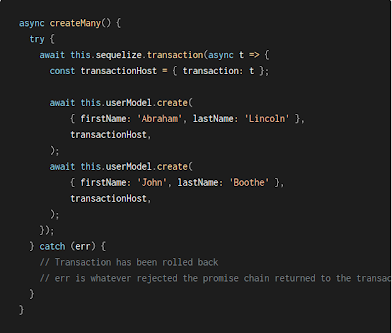 async createMany() {
  try {
    await this.sequelize.transaction(async t => {
      const transactionHost = { transaction: t };

      await this.userModel.create(
          { firstName: 'Abraham', lastName: 'Lincoln' },
          transactionHost,
      );
      await this.userModel.create(
          { firstName: 'John', lastName: 'Boothe' },
          transactionHost,
      );
    });
  } catch (err) {
    // Transaction has been rolled back
    // err is whatever rejected the promise chain returned to the transac
  }
}